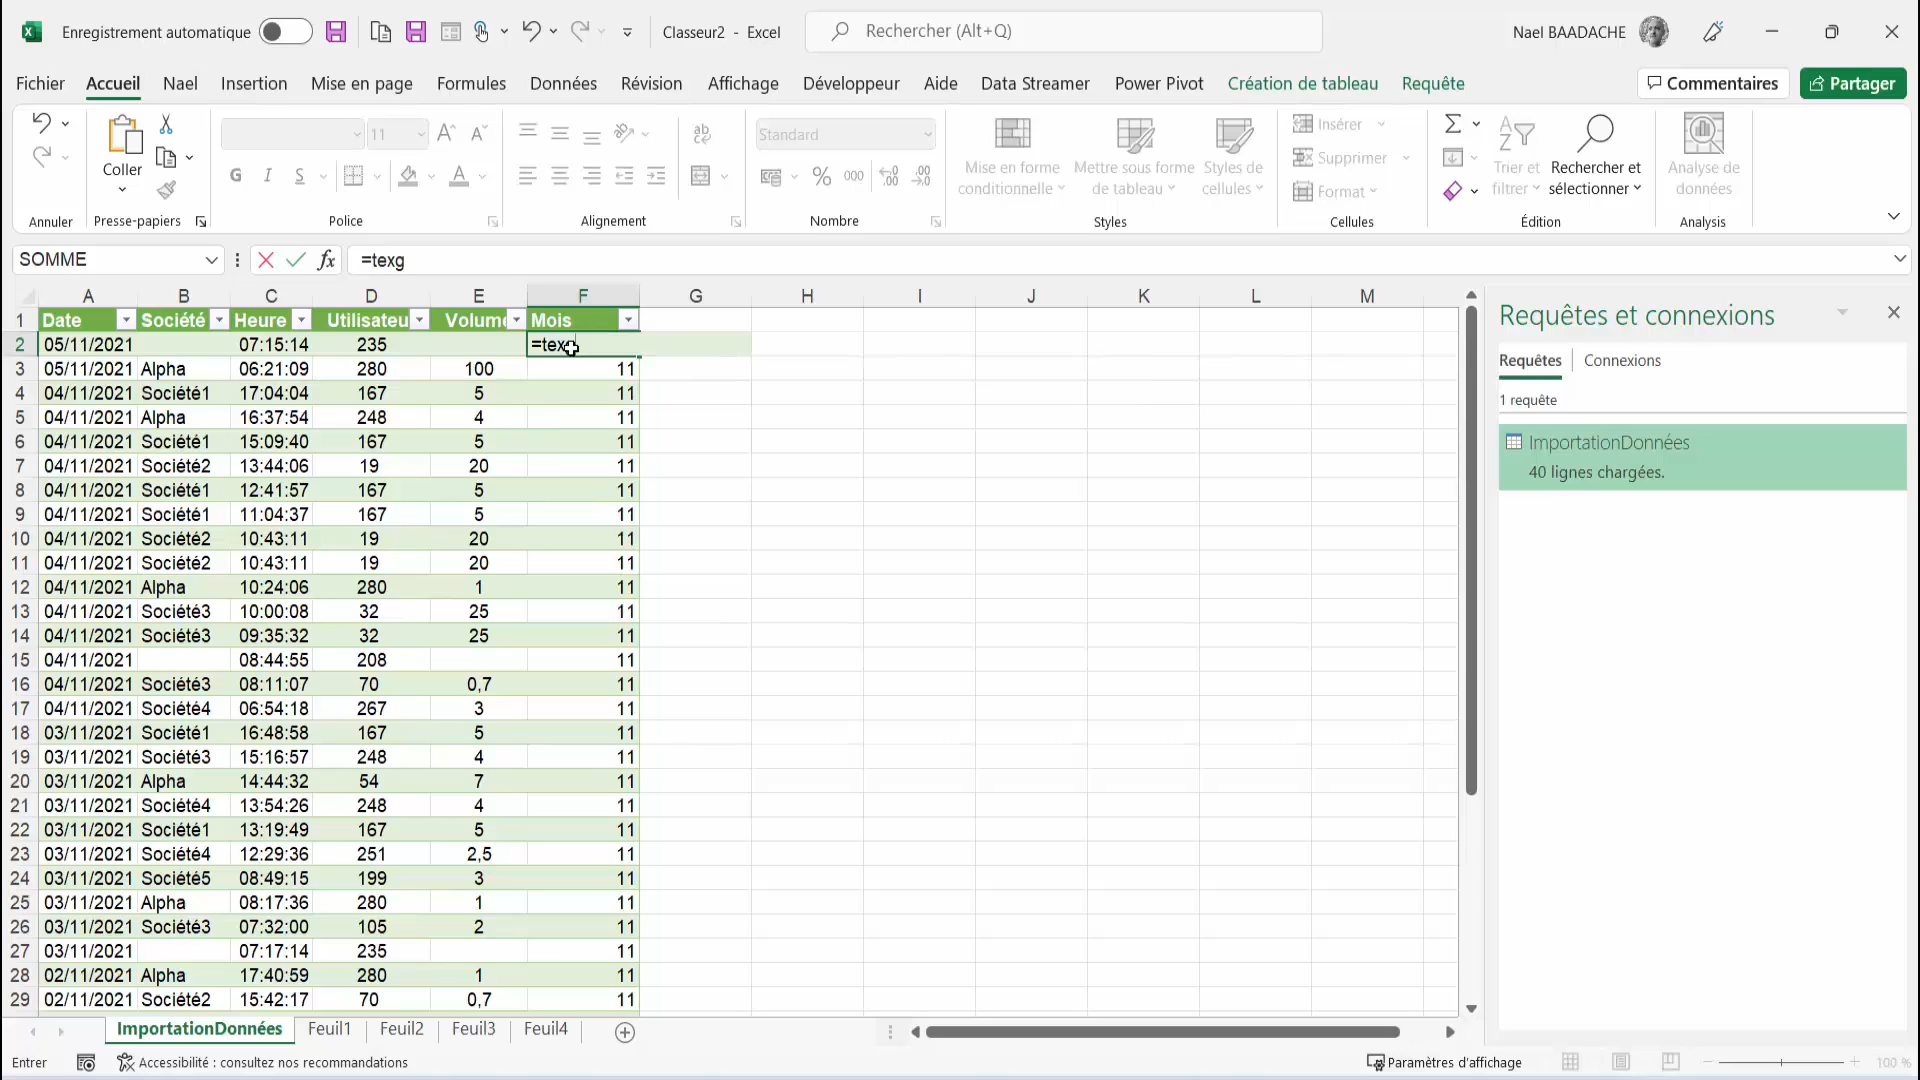 Enregistrement automatique
Classeur2 - Excel
Rechercher (Alt+Q)
Nael BAADACHE
Fichier Accueil Nael Insertion Mise en page Formules Données Révision Affichage Développeur Aide Data Streamer Power Pivot Création de tableau Requête
Commentaires Partager
Coller
11
Standard
Mise en forme conditionnelle
Mettre sous forme de tableau
Styles de cellules
Insérer
Supprimer
Format
Trier et filtrer
Rechercher et sélectionner
Analyse de données
Annuler Presse-papiers Police Alignement Nombre Styles Cellules Édition Analysis
SOMME fx =texg
A B C D E F G H I J K L M
1 Date Société Heure Utilisateu Volume Mois
2 05/11/2021 07:15:14 235 =texg
3 05/11/2021 Alpha 06:21:09 280 100 11
4 04/11/2021 Société1 17:04:04 167 5 11
5 04/11/2021 Alpha 16:37:54 248 4 11
6 04/11/2021 Société1 15:09:40 167 5 11
7 04/11/2021 Société2 13:44:06 19 20 11
8 04/11/2021 Société1 12:41:57 167 5 11
9 04/11/2021 Société1 11:04:37 167 5 11
10 04/11/2021 Société2 10:43:11 19 20 11
11 04/11/2021 Société2 10:43:11 19 20 11
12 04/11/2021 Alpha 10:24:06 280 1 11
13 04/11/2021 Société3 10:00:08 32 25 11
14 04/11/2021 Société3 09:35:32 32 25 11
15 04/11/2021 08:44:55 208 11
16 04/11/2021 Société3 08:11:07 70 0,7 11
17 04/11/2021 Société4 06:54:18 267 3 11
18 03/11/2021 Société1 16:48:58 167 5 11
19 03/11/2021 Société3 15:16:57 248 4 11
20 03/11/2021 Alpha 14:44:32 54 7 11
21 03/11/2021 Société4 13:54:26 248 4 11
22 03/11/2021 Société1 13:19:49 167 5 11
23 03/11/2021 Société4 12:29:36 251 2,5 11
24 03/11/2021 Société5 08:49:15 199 3 11
25 03/11/2021 Alpha 08:17:36 280 1 11
26 03/11/2021 Société3 07:32:00 105 2 11
27 03/11/2021 07:17:14 235 11
28 02/11/2021 Alpha 17:40:59 280 1 11
29 02/11/2021 Société2 15:42:17 70 0,7 11
Requêtes et connexions
Requêtes Connexions
1 requête
ImportationDonnées
40 lignes chargées.
ImportationDonnées Feuil1 Feuil2 Feuil3 Feuil4
Entrer Accessibilité : consultez nos recommandations Paramètres d'affichage 100 %